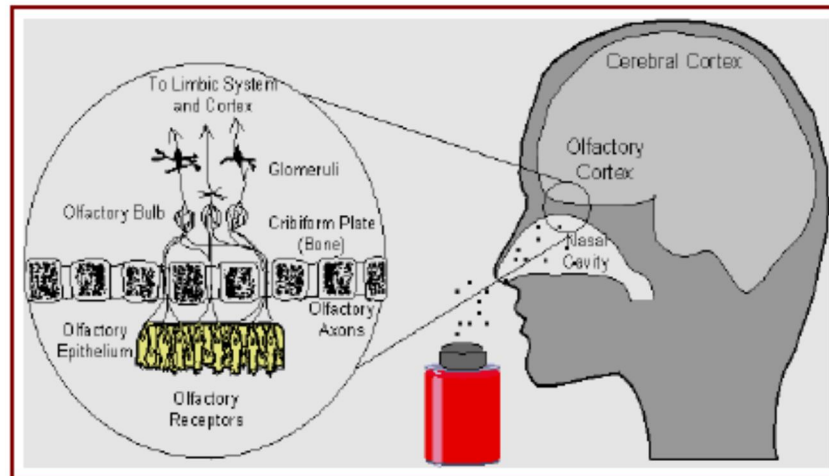 To Limbic System
and Cortex
Glomeruli
Olfactory Bulb
Cribiform Plate
(Bone)
Olfactory
Axons
Olfactory
Epithelium
Olfactory
Receptors
Cerebral Cortex
Olfactory
Cortex
Nasal
Cavity